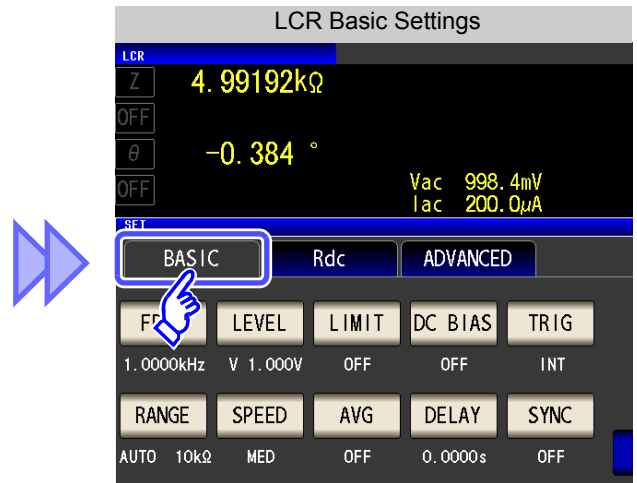 LCR Basic Settings
LCR
Z 4.99192kΩ
OFF
θ -0.384 °
OFF
Vac 998.4mV
Iac 200.0µA
SET
BASIC Rdc ADVANCED
LEVEL LIMIT DC BIAS TRIG
1.0000kHz V 1.000V OFF OFF INT
RANGE SPEED AVG DELAY SYNC
AUTO 10kΩ MED OFF 0.0000s OFF